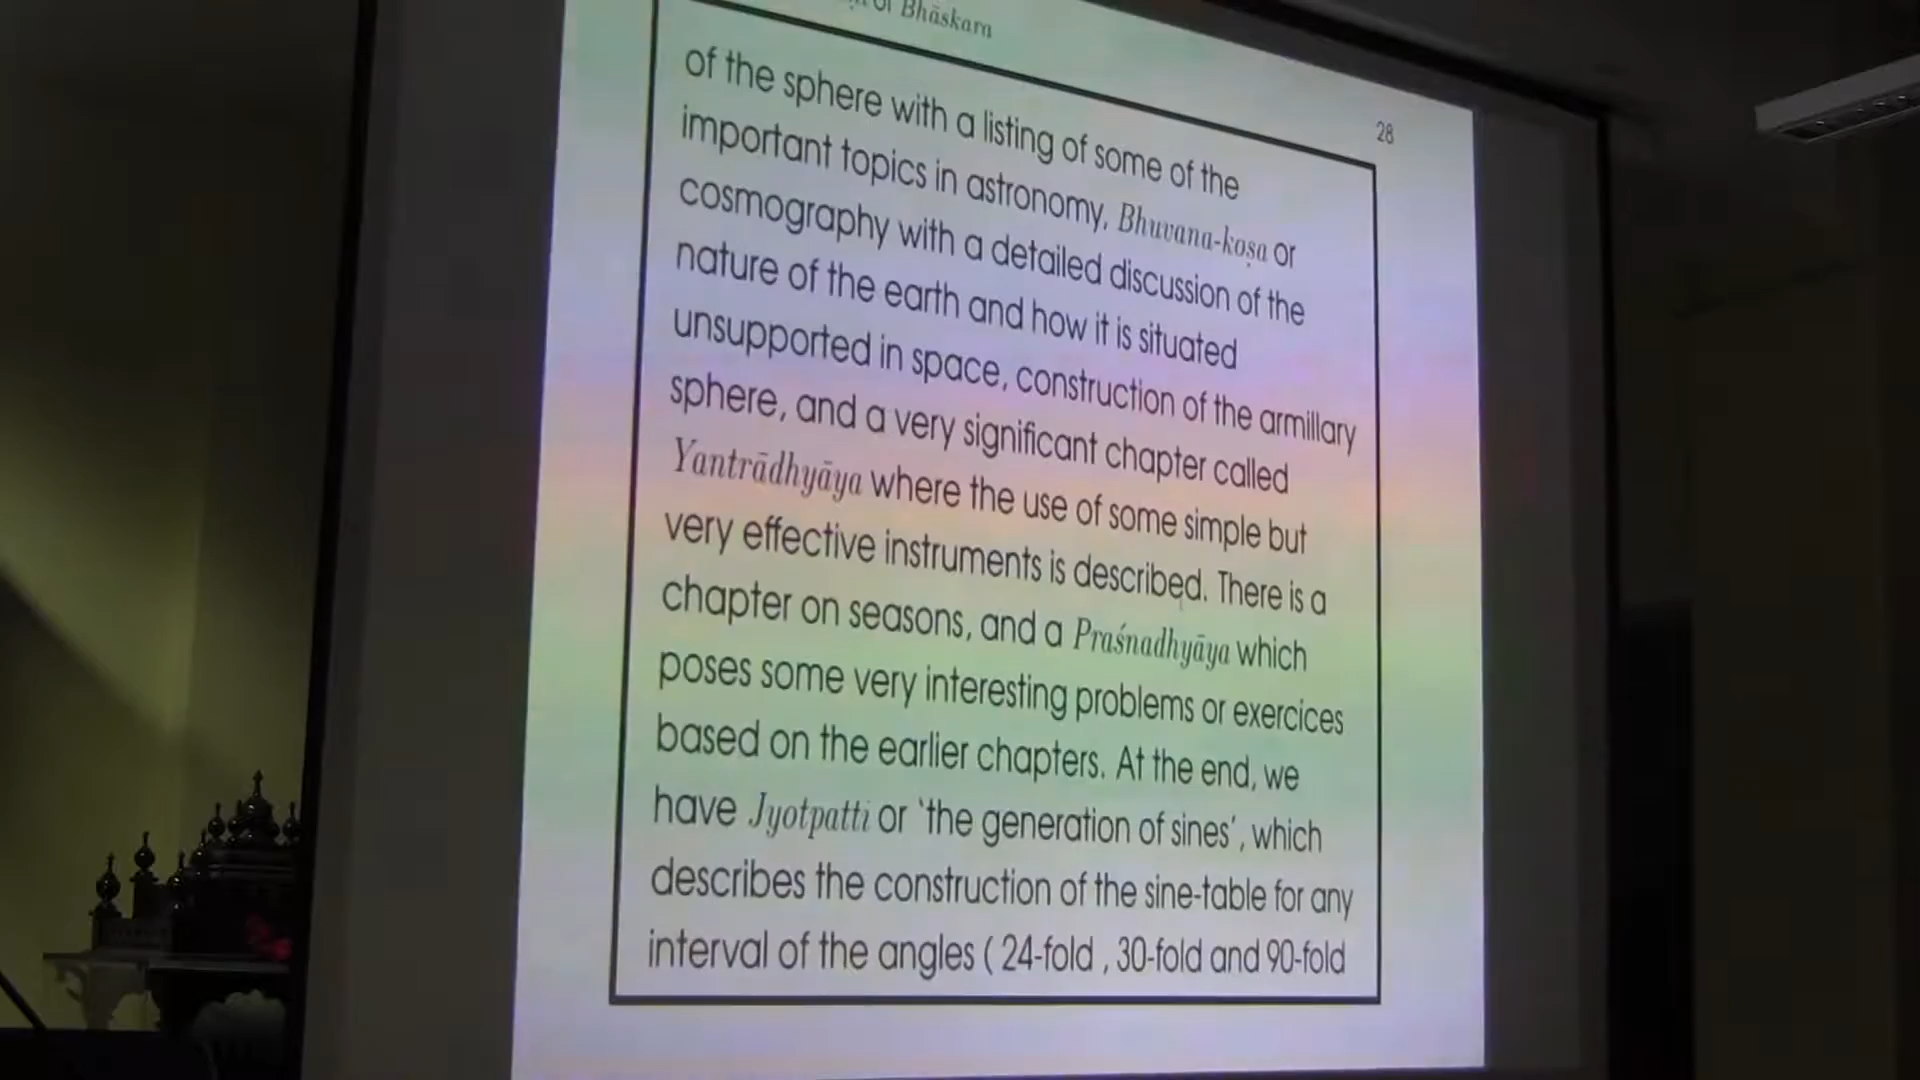 of Bhāskara
28
of the sphere with a listing of some of the
important topics in astronomy, Bhuvana-koṣa or
cosmography with a detailed discussion of the
nature of the earth and how it is situated
unsupported in space, construction of the armillary
sphere, and a very significant chapter called
Yantrādhyāya where the use of some simple but
very effective instruments is described. There is a
chapter on seasons, and a Praśnadhyāya which
poses some very interesting problems or exercices
based on the earlier chapters. At the end, we
have Jyotpatti or ‘the generation of sines’, which
describes the construction of the sine-table for any
interval of the angles ( 24-fold , 30-fold and 90-fold